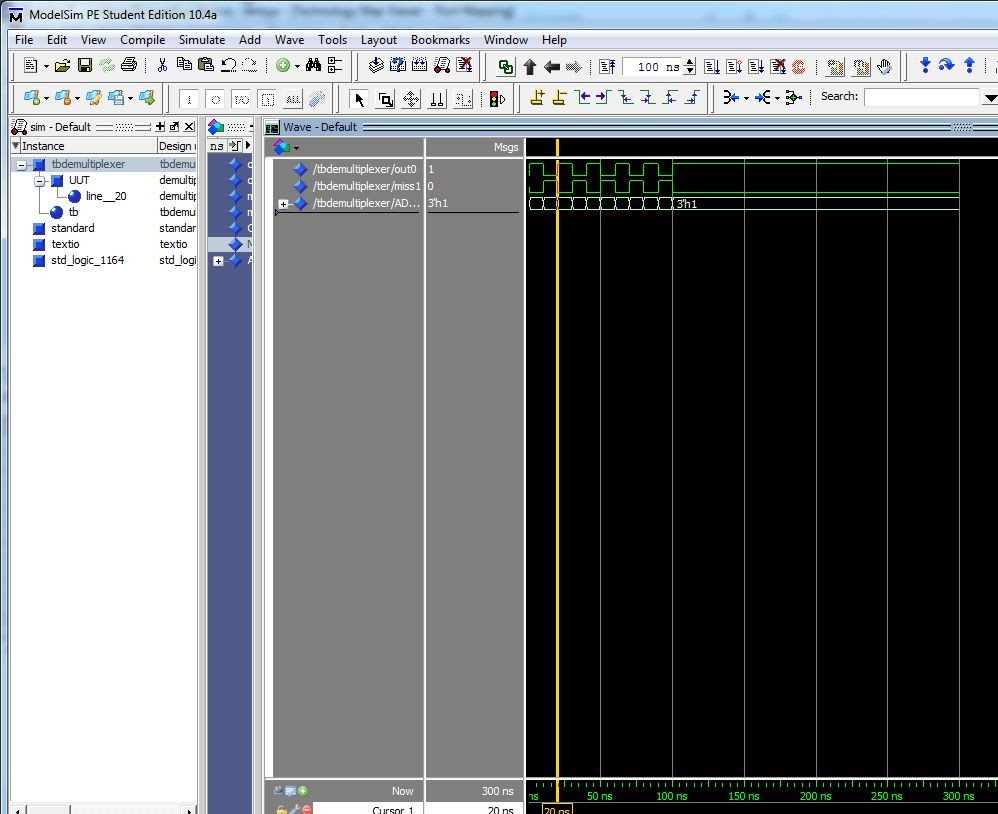 ModelSim PE Student Edition 10.4a
File Edit View Compile Simulate Add Wave Tools Layout Bookmarks Window Help
100 ns
Search:
sim - Default
Instance Design u
tbdemultiplexer tbdemu
UUT demultip
line__20 demultip
tb tbdemu
standard standar
textio textio
std_logic_1164 std_logi
ns
Wave - Default
Msgs
/tbdemultiplexer/out0 1
/tbdemultiplexer/miss1 0
/tbdemultiplexer/AD... 3'h1 3'h1
Now 300 ns
ns 50 ns 100 ns 150 ns 200 ns 250 ns 300 ns
Cursor 1 20 ns 20 ns